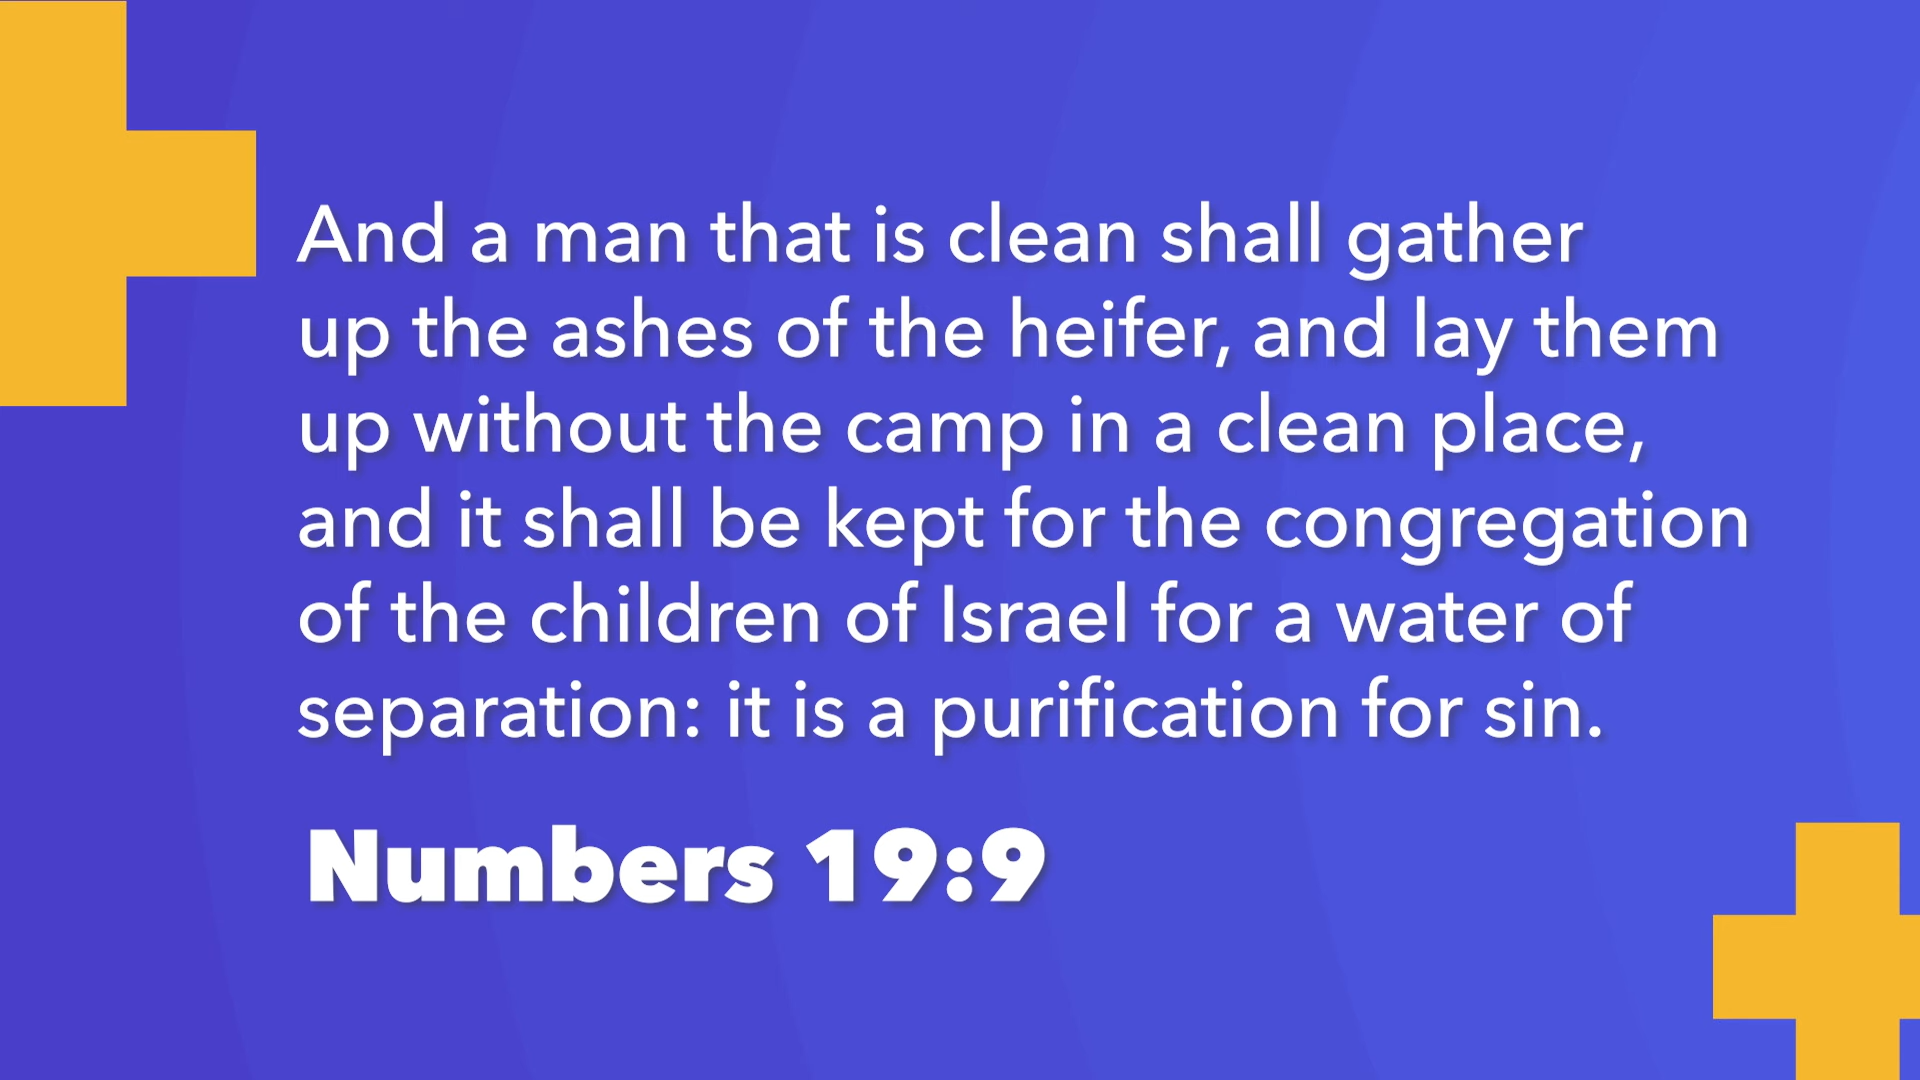 And a man that is clean shall gather
up the ashes of the heifer, and lay them
up without the camp in a clean place,
and it shall be kept for the congregation
of the children of Israel for a water of
separation: it is a purification for sin.
Numbers 19:9